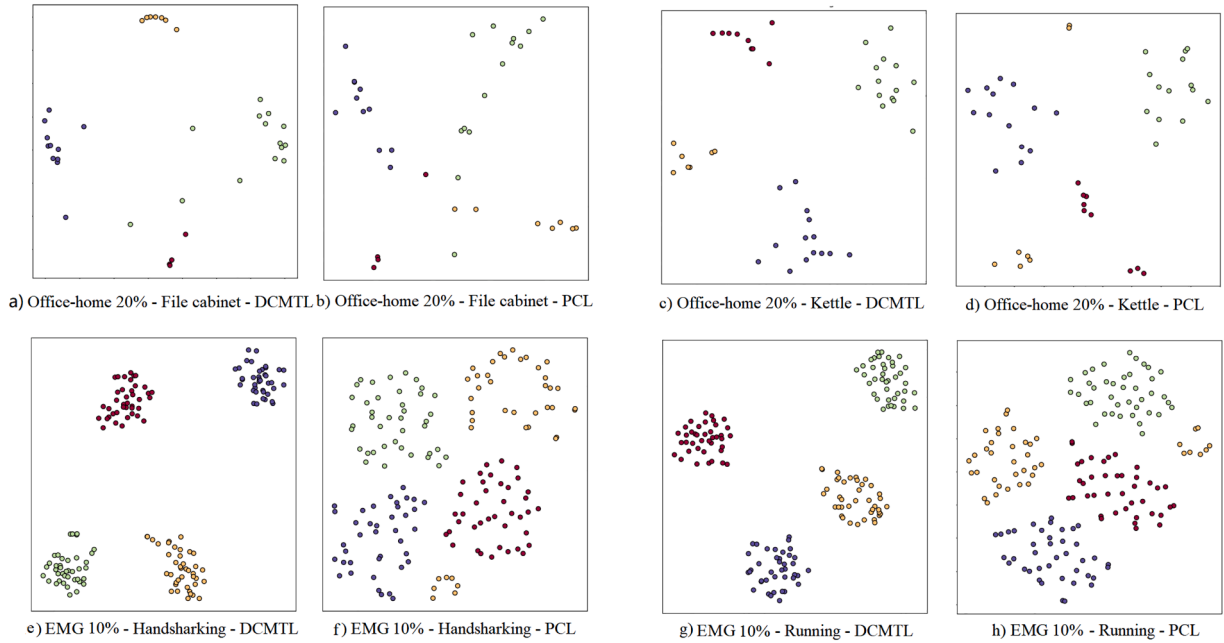 a) Office-home 20% - File cabinet - DCMTL
b) Office-home 20% - File cabinet - PCL
c) Office-home 20% - Kettle - DCMTL
d) Office-home 20% - Kettle - PCL
e) EMG 10% - Handsharking - DCMTL
f) EMG 10% - Handsharking - PCL
g) EMG 10% - Running - DCMTL
h) EMG 10% - Running - PCL